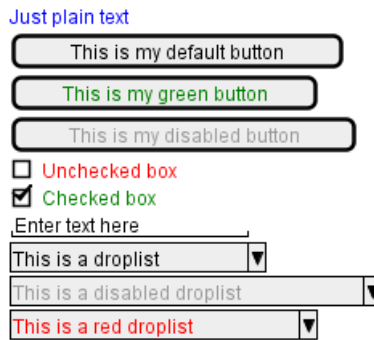 Just plain text
This is my default button
This is my green button
This is my disabled button
Unchecked box
Checked box
Enter text here
This is a droplist
This is a disabled droplist
This is a red droplist